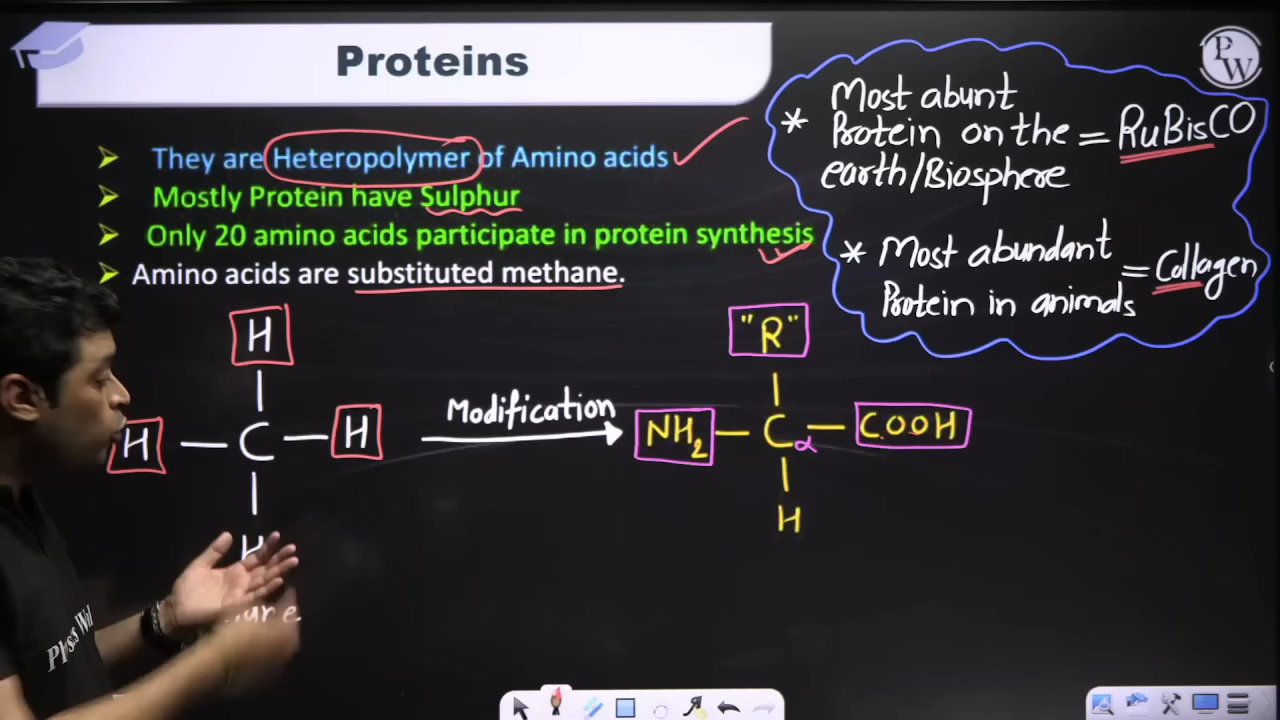 Proteins
P
W
They are Heteropolymer of Amino acids
Mostly Protein have Sulphur
Only 20 amino acids participate in protein synthesis
Amino acids are substituted methane.
* Most abunt
Protein on the = RuBisCO
earth/Biosphere
* Most abundant = Collagen
Protein in animals
H
H – C – H
H
Modification
"R"
NH₂ – Cα – COOH
H